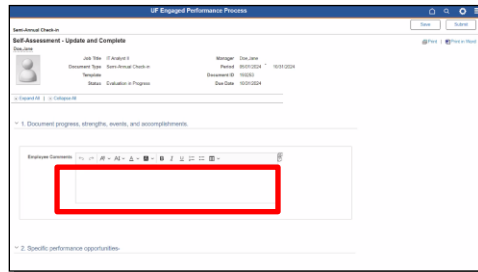 UF Engaged Performance Process
Save Submit
Semi-Annual Check-in
Self-Assessment - Update and Complete
Print | Print in Word
Doe,Jane
Job Title IT Analyst II Manager Doe,Jane
Document Type Semi-Annual Check-in Period 05/01/2024 - 10/31/2024
Template Document ID
Status Evaluation in Progress Due Date 10/31/2024
Expand All | Collapse All
1. Document progress, strengths, events, and accomplishments.
Employee Comments
2. Specific performance opportunities-